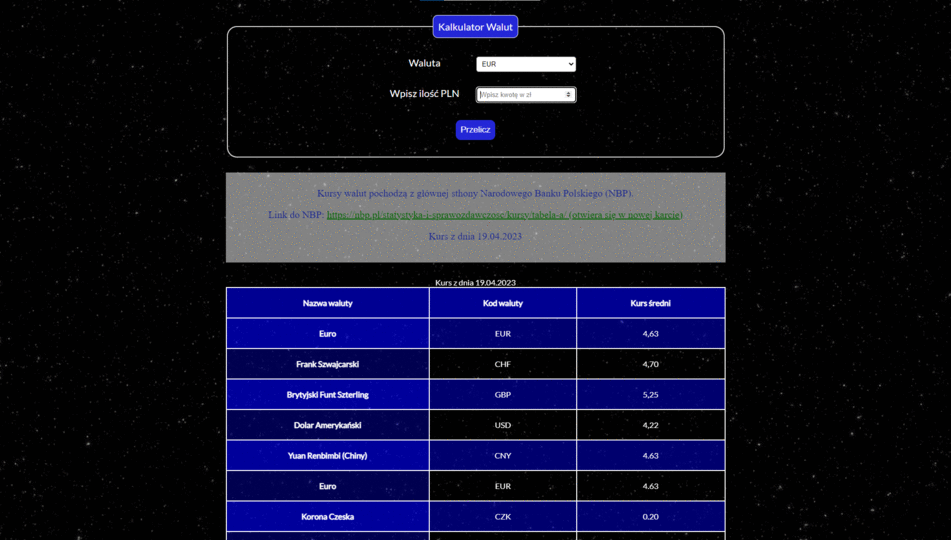 Kalkulator Walut
Waluta
EUR
Wpisz ilość PLN
Wpisz kwotę w zł
Przelicz
Kursy walut pochodzą z głównej sthony Narodowego Banku Polskiego (NBP).
Link do NBP: https://nbp.pl/statystyka-i-sprawozdawczosc/kursy/tabela-a/ (otwiera się w nowej karcie)
Kurs z dnia 19.04.2023
Kurs z dnia 19.04.2023
Nazwa waluty Kod waluty Kurs średni
Euro EUR 4,63
Frank Szwajcarski CHF 4,70
Brytyjski Funt Szterling GBP 5,25
Dolar Amerykański USD 4,22
Yuan Renbimbi (Chiny) CNY 4.63
Euro EUR 4.63
Korona Czeska CZK 0.20